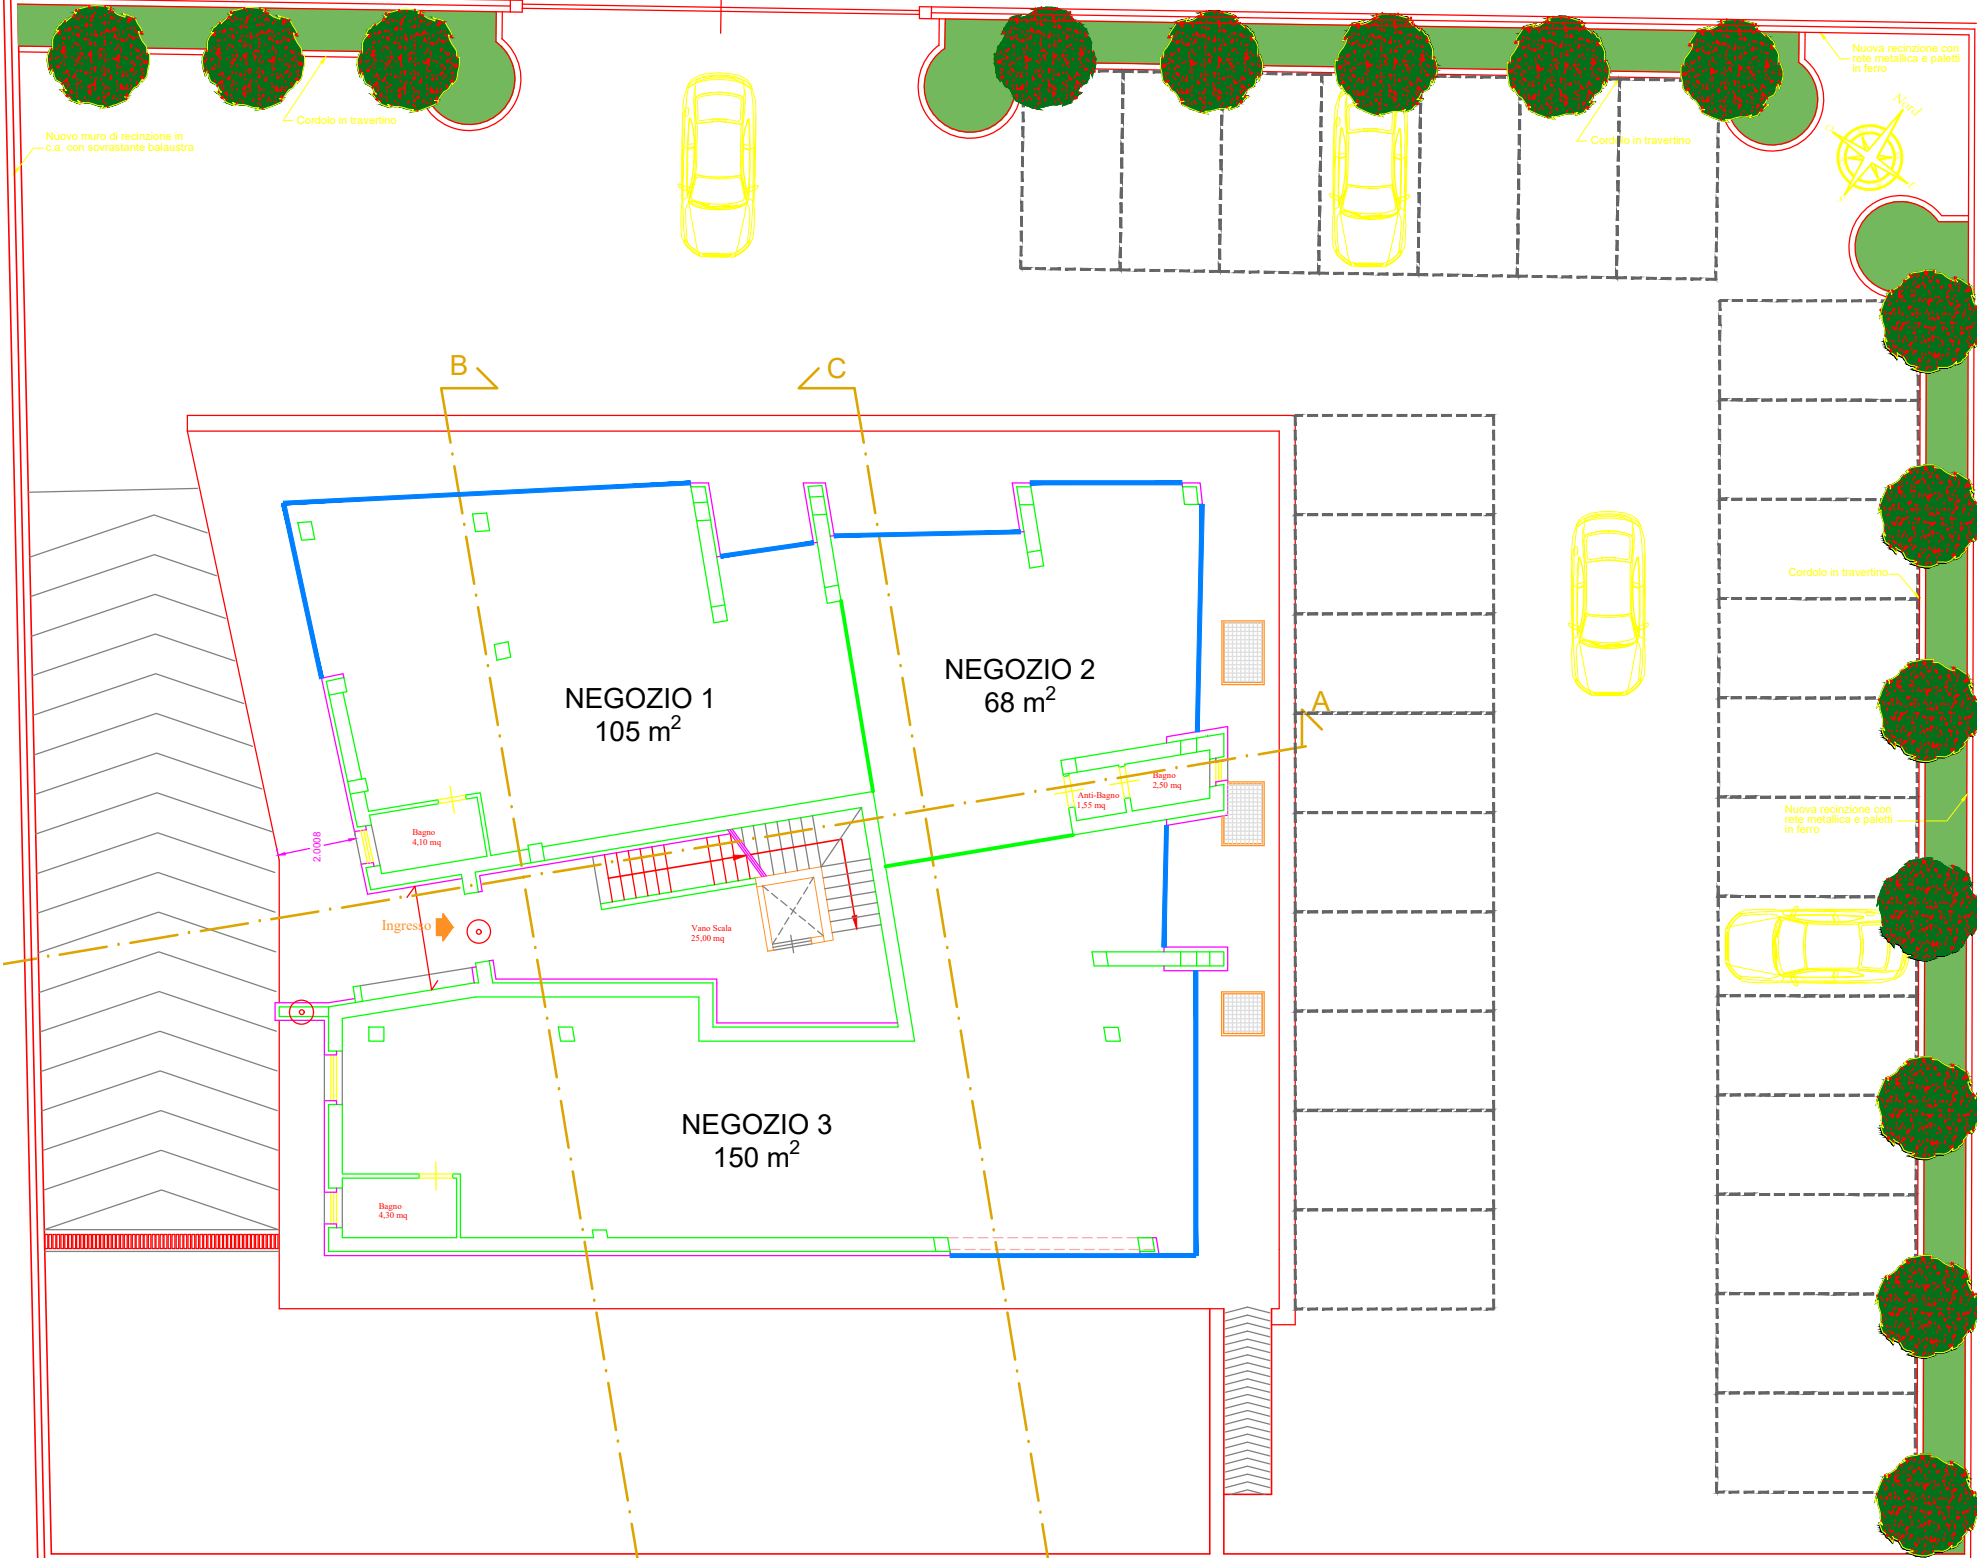 Nuova recinzione con
rete metallica e paletti
in ferro
Nord
Cordolo in travertino
Nuovo muro di recinzione in
c.a. con sovrastante balaustra
Cordolo in travertino
B
C
Cordolo in travertino
NEGOZIO 1
105 m²
NEGOZIO 2
68 m²
A
Bagno
2,50 mq
Anti-Bagno
1,55 mq
Nuova recinzione con
rete metallica e paletti
in ferro
Bagno
4,10 mq
2.0008
Ingresso
Vano Scala
25,00 mq
NEGOZIO 3
150 m²
Bagno
4,30 mq